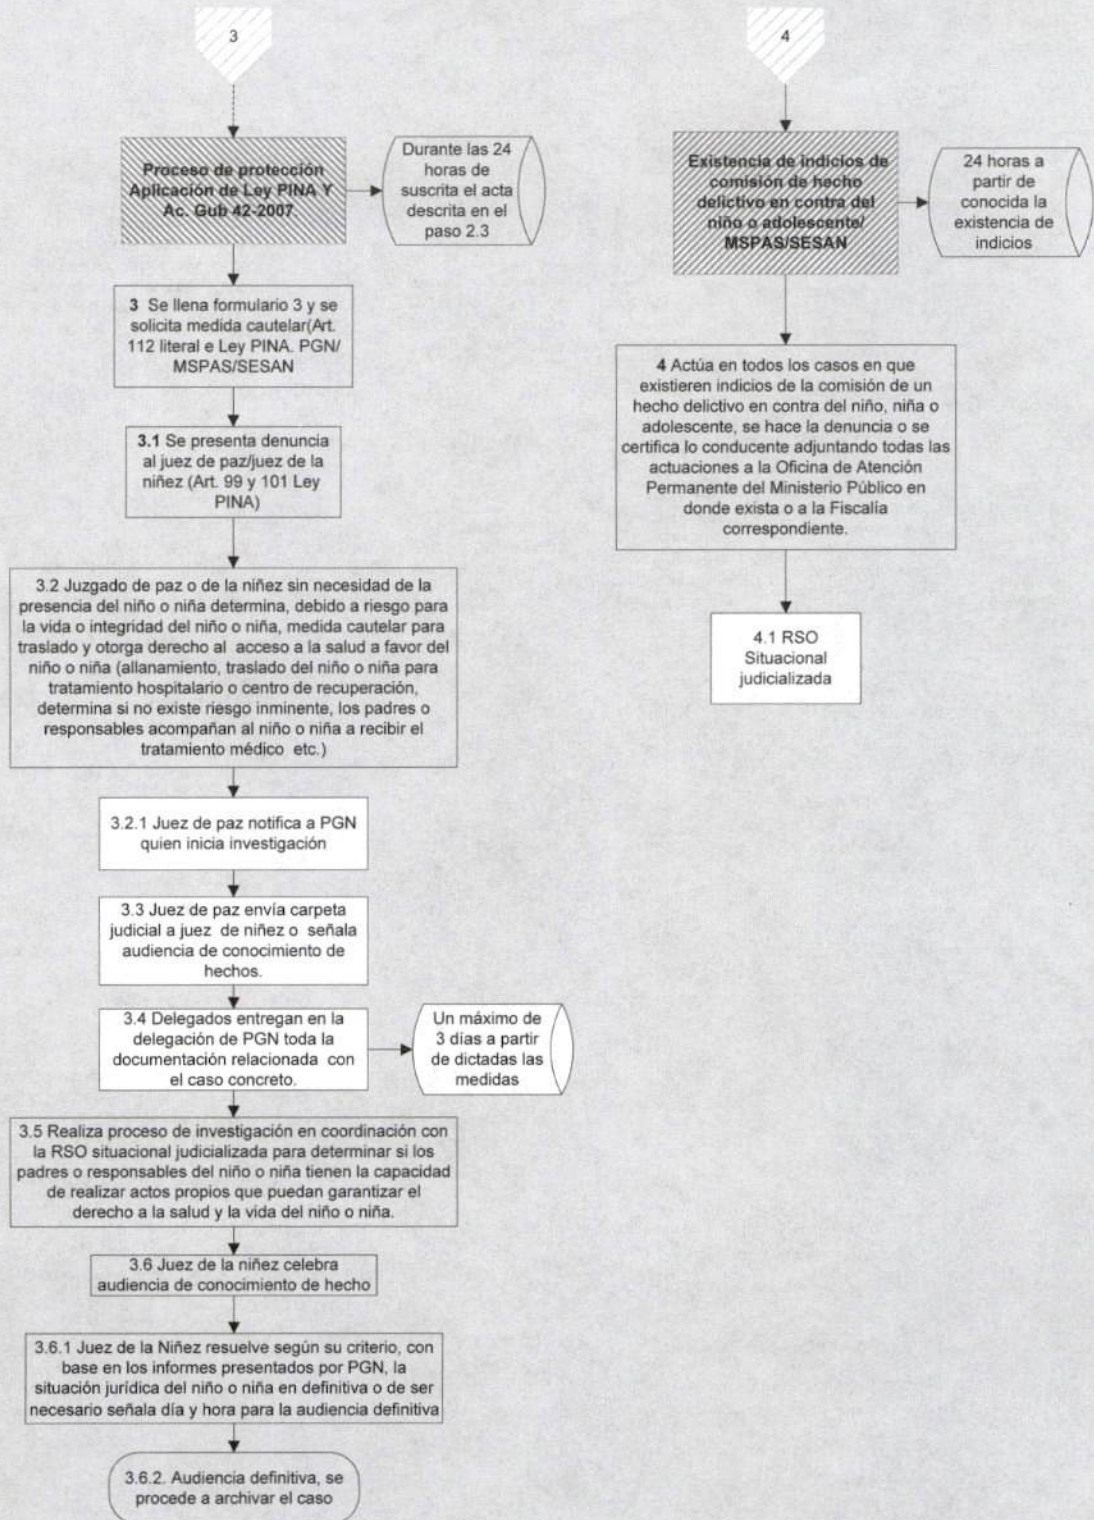 3
Proceso de protección
Aplicación de Ley PINA Y
Ac. Gub 42-2007
Durante las 24
horas de
suscrita el acta
descrita en el
paso 2.3
3 Se llena formulario 3 y se
solicita medida cautelar(Art.
112 literal e Ley PINA. PGN/
MSPAS/SESAN
3.1 Se presenta denuncia
al juez de paz/juez de la
niñez (Art. 99 y 101 Ley
PINA)
3.2 Juzgado de paz o de la niñez sin necesidad de la
presencia del niño o niña determina, debido a riesgo para
la vida o integridad del niño o niña, medida cautelar para
traslado y otorga derecho al acceso a la salud a favor del
niño o niña (allanamiento, traslado del niño o niña para
tratamiento hospitalario o centro de recuperación,
determina si no existe riesgo inminente, los padres o
responsables acompañan al niño o niña a recibir el
tratamiento médico etc.)
3.2.1 Juez de paz notifica a PGN
quien inicia investigación
3.3 Juez de paz envía carpeta
judicial a juez de niñez o señala
audiencia de conocimiento de
hechos.
3.4 Delegados entregan en la
delegación de PGN toda la
documentación relacionada con
el caso concreto.
Un máximo de
3 días a partir
de dictadas las
medidas
3.5 Realiza proceso de investigación en coordinación con
la RSO situacional judicializada para determinar si los
padres o responsables del niño o niña tienen la capacidad
de realizar actos propios que puedan garantizar el
derecho a la salud y la vida del niño o niña.
3.6 Juez de la niñez celebra
audiencia de conocimiento de hecho
3.6.1 Juez de la Niñez resuelve según su criterio, con
base en los informes presentados por PGN, la
situación jurídica del niño o niña en definitiva o de ser
necesario señala día y hora para la audiencia definitiva
3.6.2. Audiencia definitiva, se
procede a archivar el caso
4
Existencia de indicios de
comisión de hecho
delictivo en contra del
niño o adolescente/
MSPAS/SESAN
24 horas a
partir de
conocida la
existencia de
indicios
4 Actúa en todos los casos en que
existieren indicios de la comisión de un
hecho delictivo en contra del niño, niña o
adolescente, se hace la denuncia o se
certifica lo conducente adjuntando todas las
actuaciones a la Oficina de Atención
Permanente del Ministerio Público en
donde exista o a la Fiscalía
correspondiente.
4.1 RSO
Situacional
judicializada